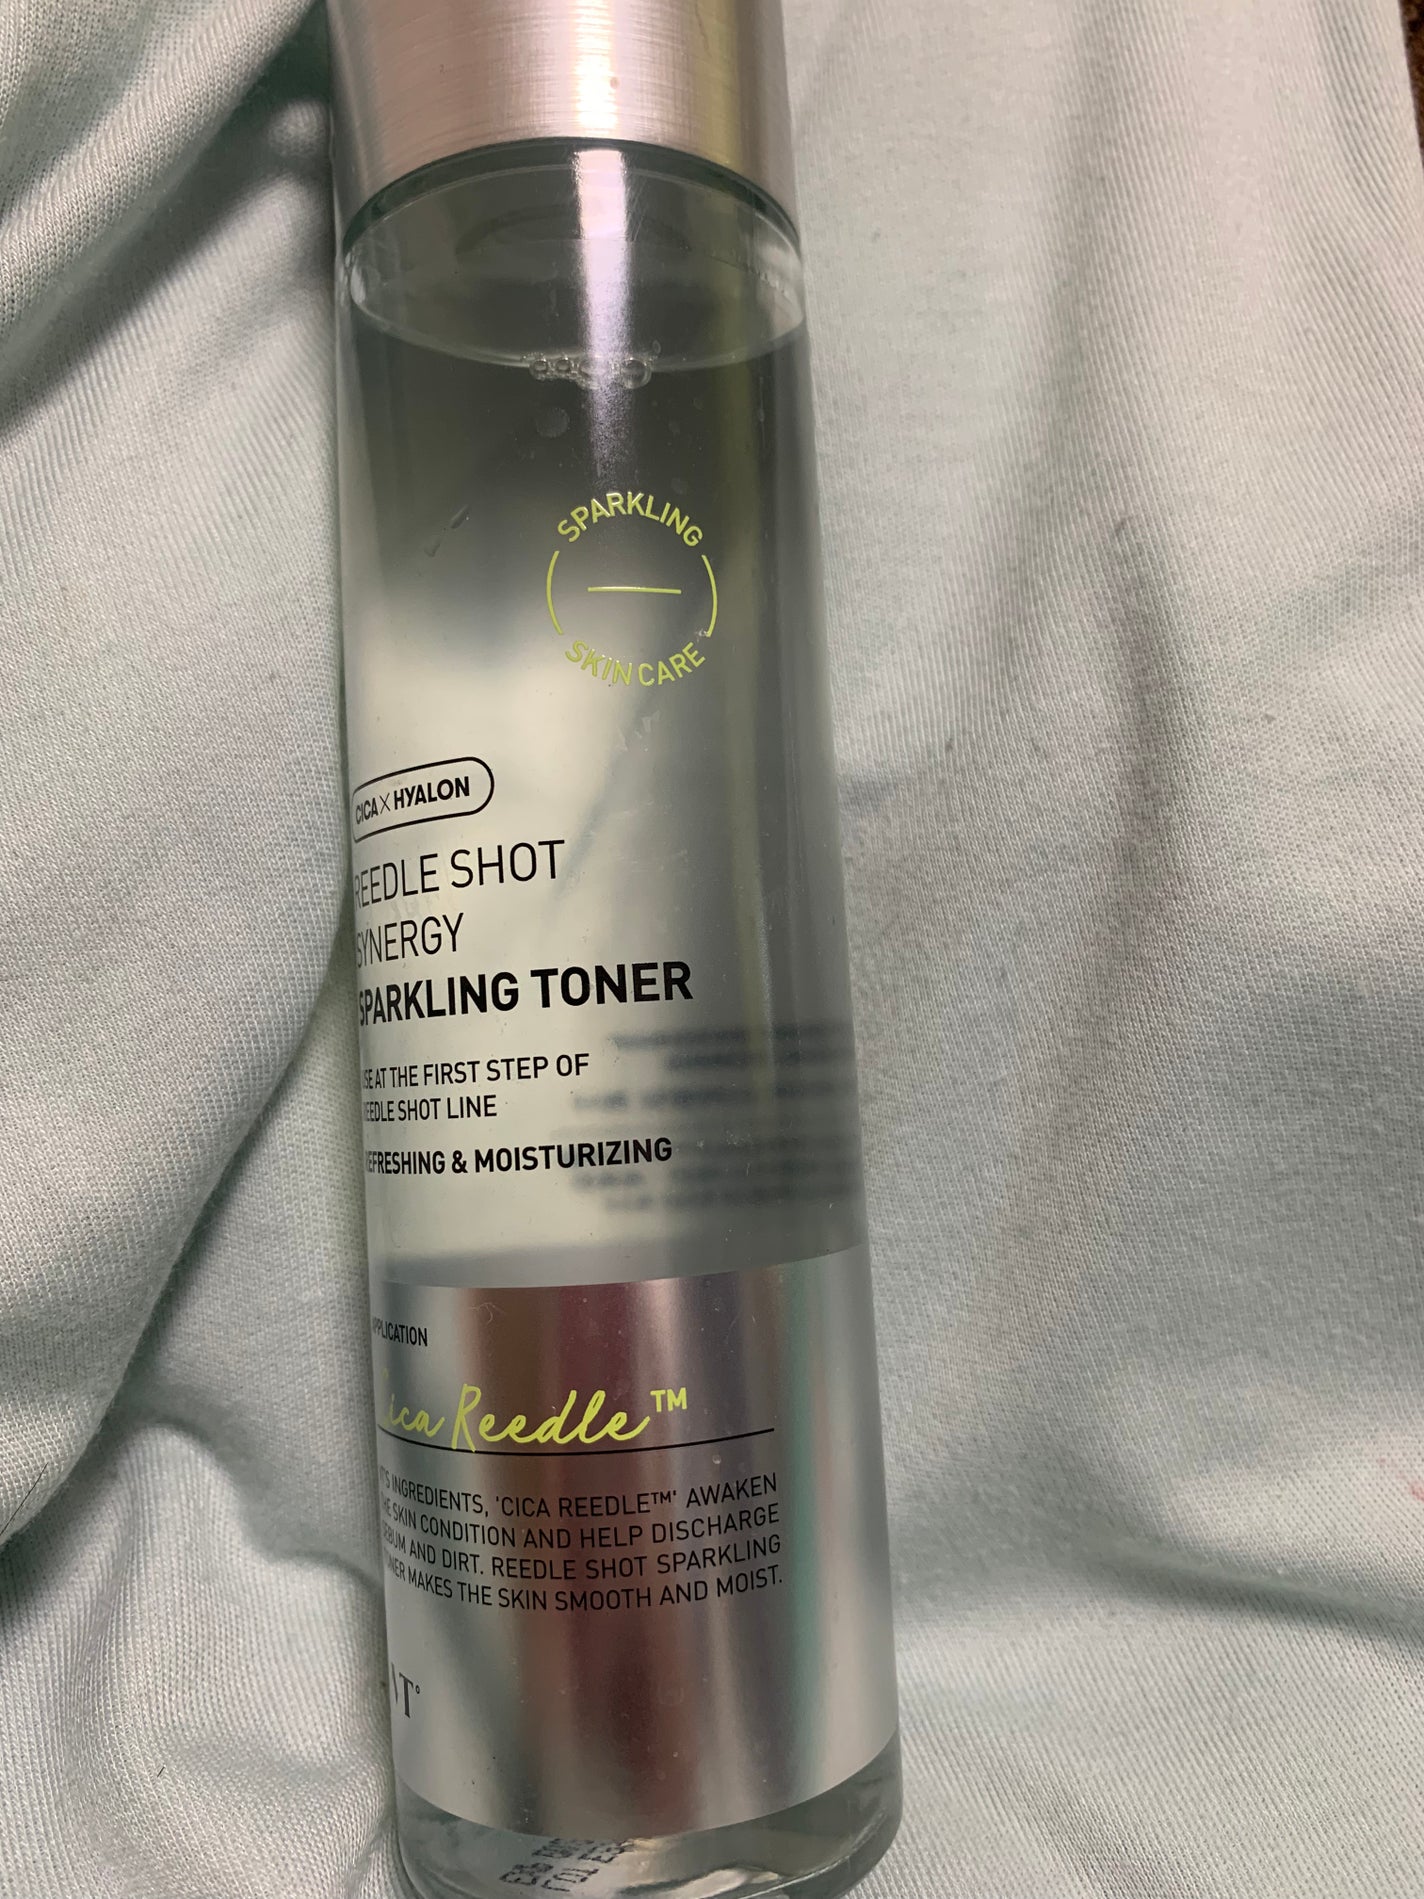 SPARKLING
SKIN CARE
CICA X HYALON
REEDLE SHOT
SYNERGY
SPARKLING TONER
USE AT THE FIRST STEP OF
REEDLE SHOT LINE
REFRESHING & MOISTURIZING
APPLICATION
Cica Reedle™
VT'S INGREDIENTS, 'CICA REEDLE™' AWAKEN
THE SKIN CONDITION AND HELP DISCHARGE
SEBUM AND DIRT. REEDLE SHOT SPARKLING
TONER MAKES THE SKIN SMOOTH AND MOIST.
VT°